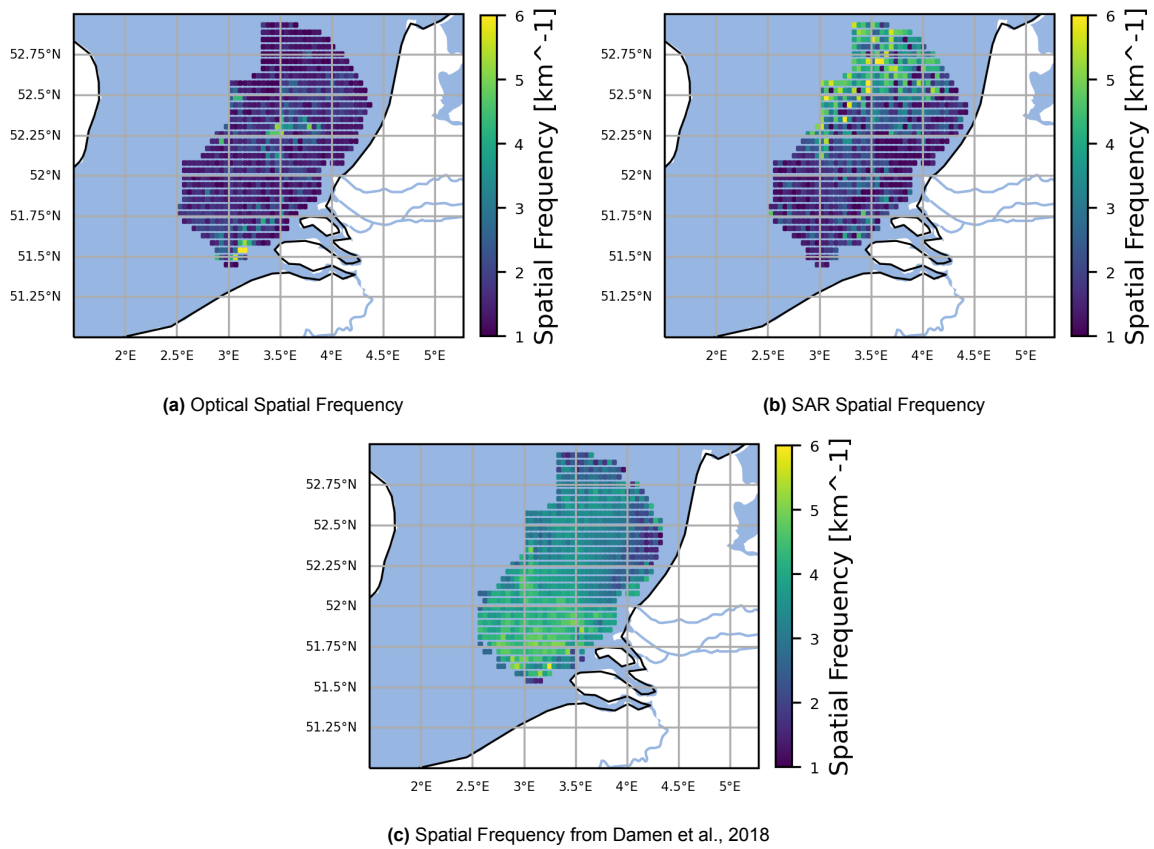 52.75°N
52.5°N
52.25°N
52°N
51.75°N
51.5°N
51.25°N
2°E 2.5°E 3°E 3.5°E 4°E 4.5°E 5°E
6
5
4
3
2
1
Spatial Frequency [km^-1]
52.75°N
52.5°N
52.25°N
52°N
51.75°N
51.5°N
51.25°N
2°E 2.5°E 3°E 3.5°E 4°E 4.5°E 5°E
6
5
4
3
2
1
Spatial Frequency [km^-1]
(a) Optical Spatial Frequency
(b) SAR Spatial Frequency
52.75°N
52.5°N
52.25°N
52°N
51.75°N
51.5°N
51.25°N
2°E 2.5°E 3°E 3.5°E 4°E 4.5°E 5°E
6
5
4
3
2
1
Spatial Frequency [km^-1]
(c) Spatial Frequency from Damen et al., 2018